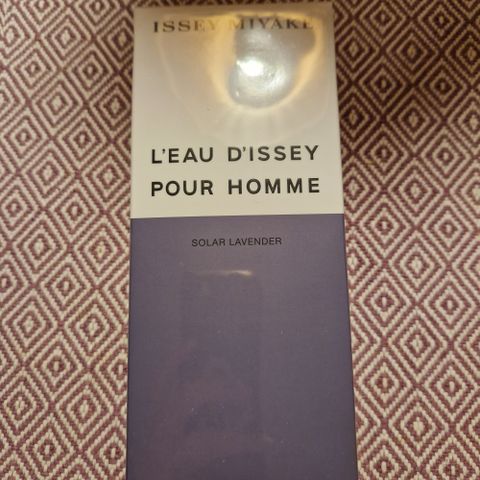 ISSEY MIYAKE
L'EAU D'ISSEY
POUR HOMME
SOLAR LAVENDER